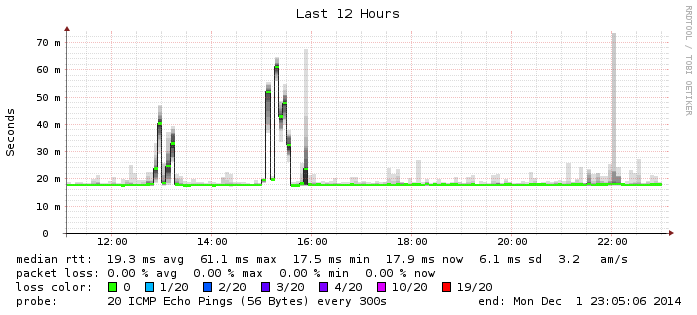 Last 12 Hours
RRDTOOL / TOBI OETIKER
Seconds
70 m
60 m
50 m
40 m
30 m
20 m
10 m
0
12:00 14:00 16:00 18:00 20:00 22:00
median rtt: 19.3 ms avg 61.1 ms max 17.5 ms min 17.9 ms now 6.1 ms sd 3.2 am/s
packet loss: 0.00 % avg 0.00 % max 0.00 % min 0.00 % now
loss color: 0 1/20 2/20 3/20 4/20 10/20 19/20
probe: 20 ICMP Echo Pings (56 Bytes) every 300s end: Mon Dec 1 23:05:06 2014